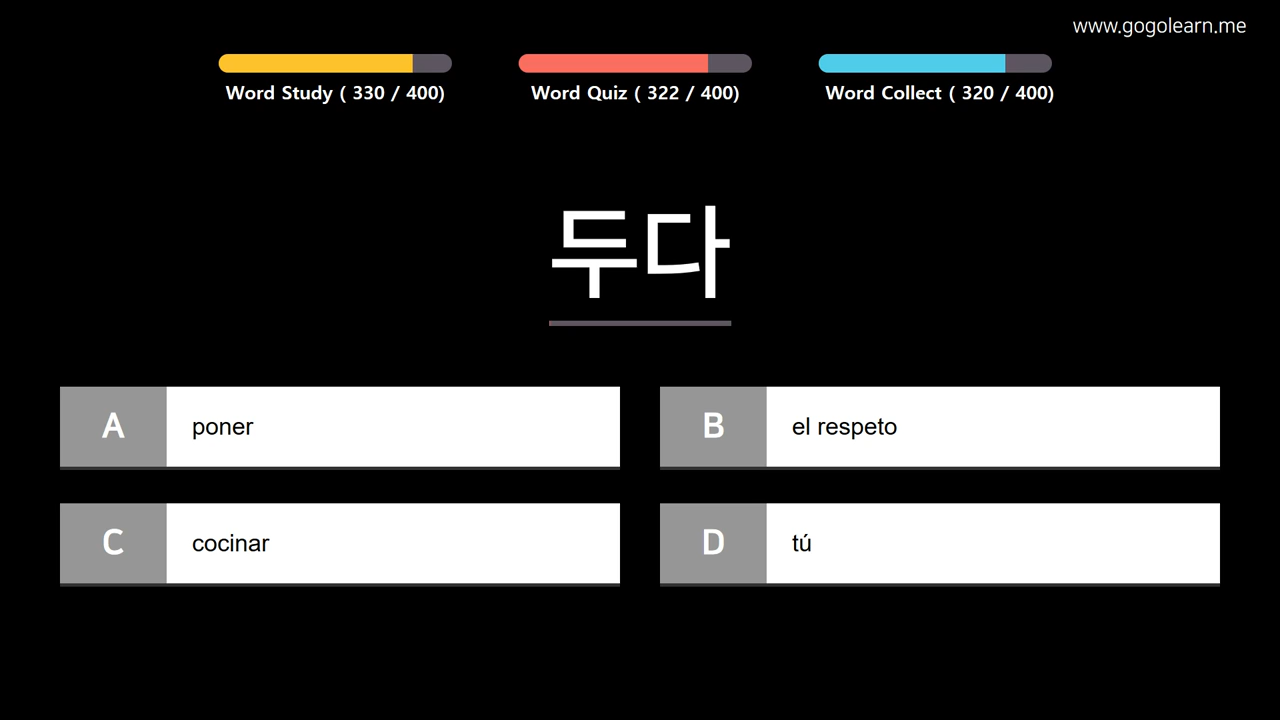 www.gogolearn.me
Word Study ( 330 / 400)
Word Quiz ( 322 / 400)
Word Collect ( 320 / 400)
두다
A poner
B el respeto
C cocinar
D tú